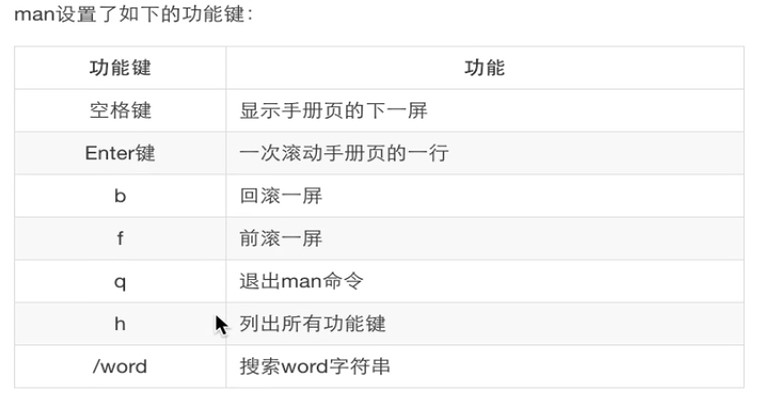 man设置了如下的功能键：
功能键 功能
空格键 显示手册页的下一屏
Enter键 一次滚动手册页的一行
b 回滚一屏
f 前滚一屏
q 退出man命令
h 列出所有功能键
/word 搜索word字符串